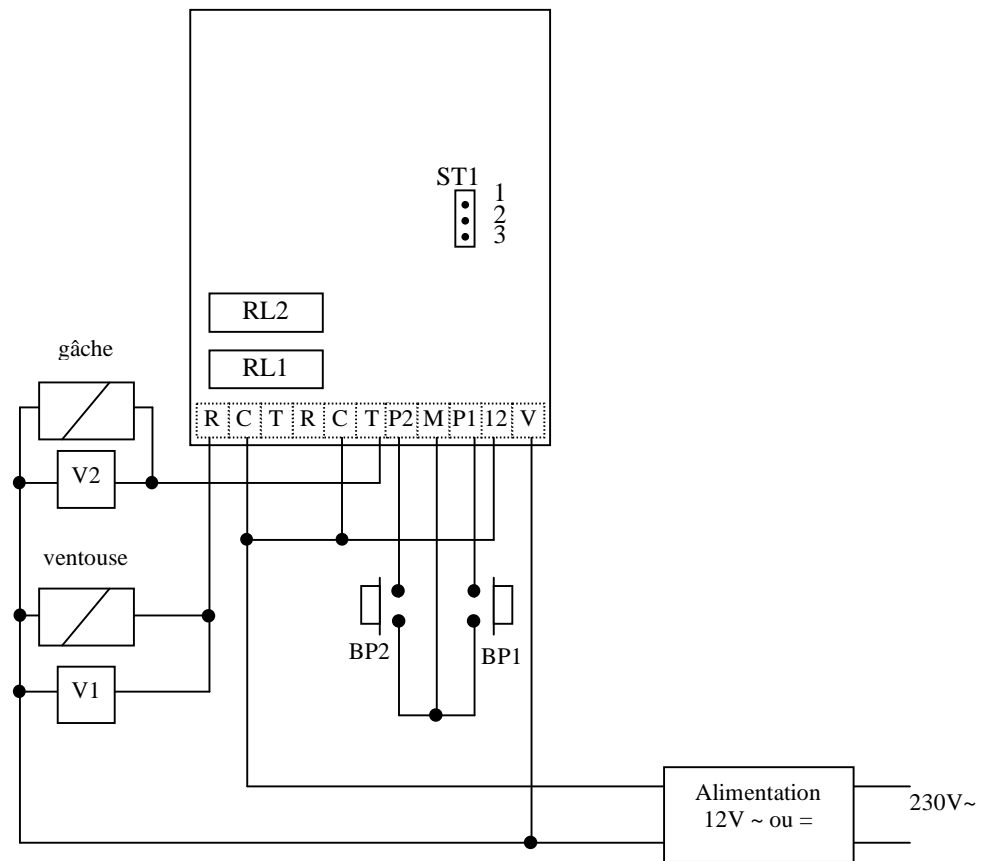 ST1
1
2
3
RL2
gâche
RL1
R C T R C T P2 M P1 12 V
V2
ventouse
BP2 BP1
V1
Alimentation
12V ~ ou =
230V~